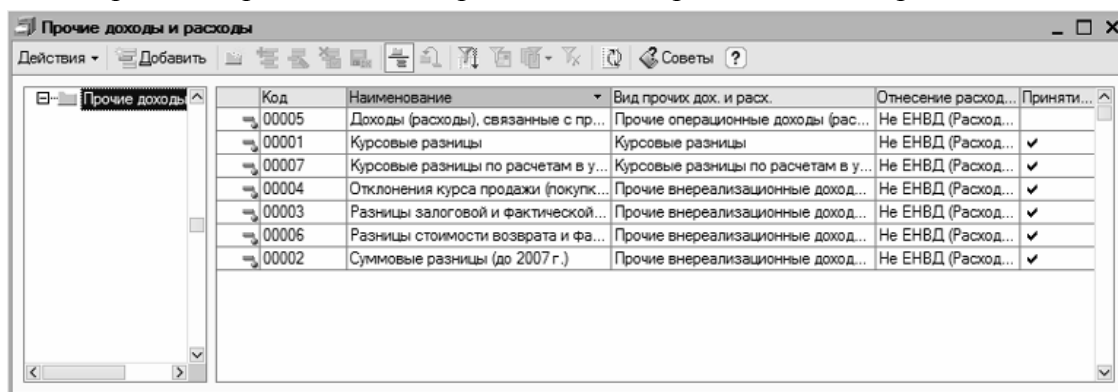 Прочие доходы и расходы
Действия Добавить Советы ?
Прочие доходы
Код Наименование Вид прочих дох. и расх. Отнесение расход... Приняти...
00005 Доходы (расходы), связанные с пр... Прочие операционные доходы (рас... Не ЕНВД (Расход...
00001 Курсовые разницы Курсовые разницы Не ЕНВД (Расход...
00007 Курсовые разницы по расчетам в у... Курсовые разницы по расчетам в у... Не ЕНВД (Расход...
00004 Отклонения курса продажи (покупк... Прочие внереализационные доход... Не ЕНВД (Расход...
00003 Разницы залоговой и фактической... Прочие внереализационные доход... Не ЕНВД (Расход...
00006 Разницы стоимости возврата и фа... Прочие внереализационные доход... Не ЕНВД (Расход...
00002 Суммовые разницы (до 2007 г.) Прочие внереализационные доход... Не ЕНВД (Расход...